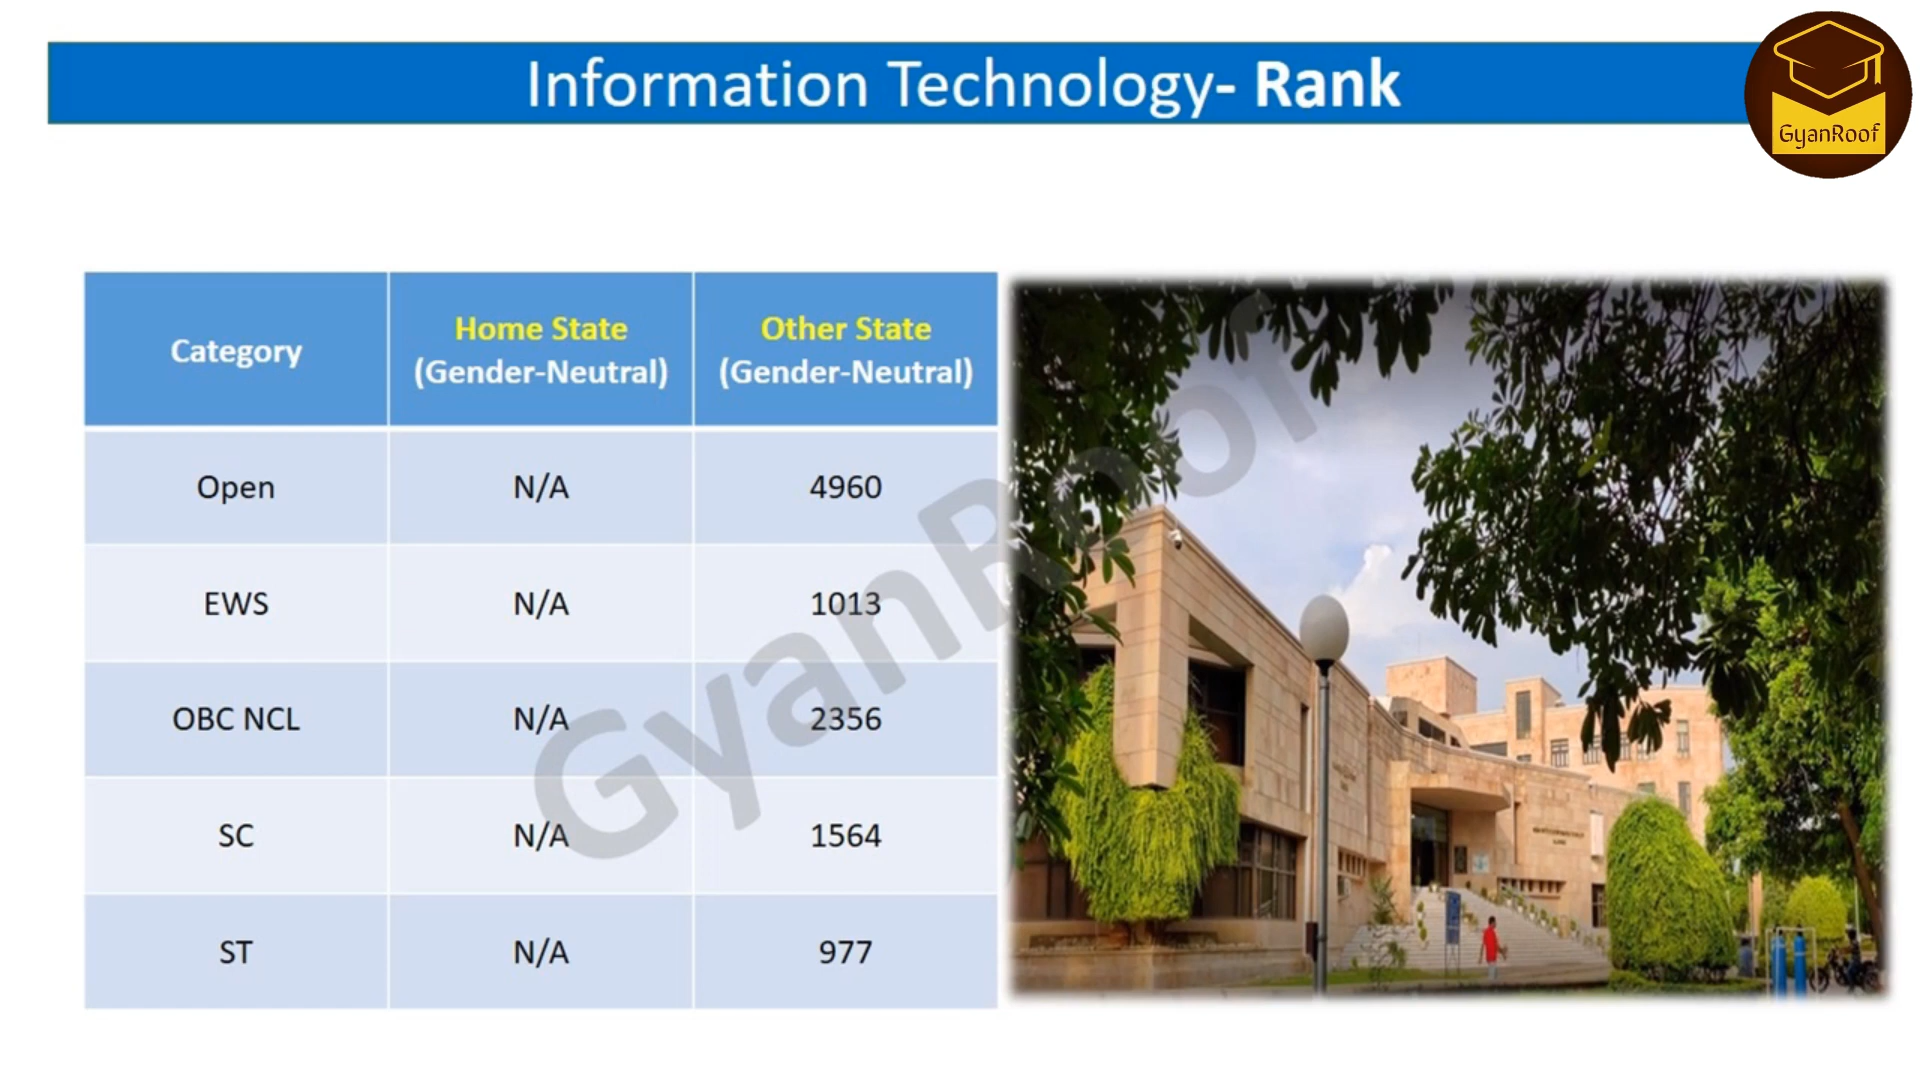 Information Technology- Rank
GyanRoof
Category Home State (Gender-Neutral) Other State (Gender-Neutral)
Open N/A 4960
EWS N/A 1013
OBC NCL N/A 2356
SC N/A 1564
ST N/A 977
GyanRoof